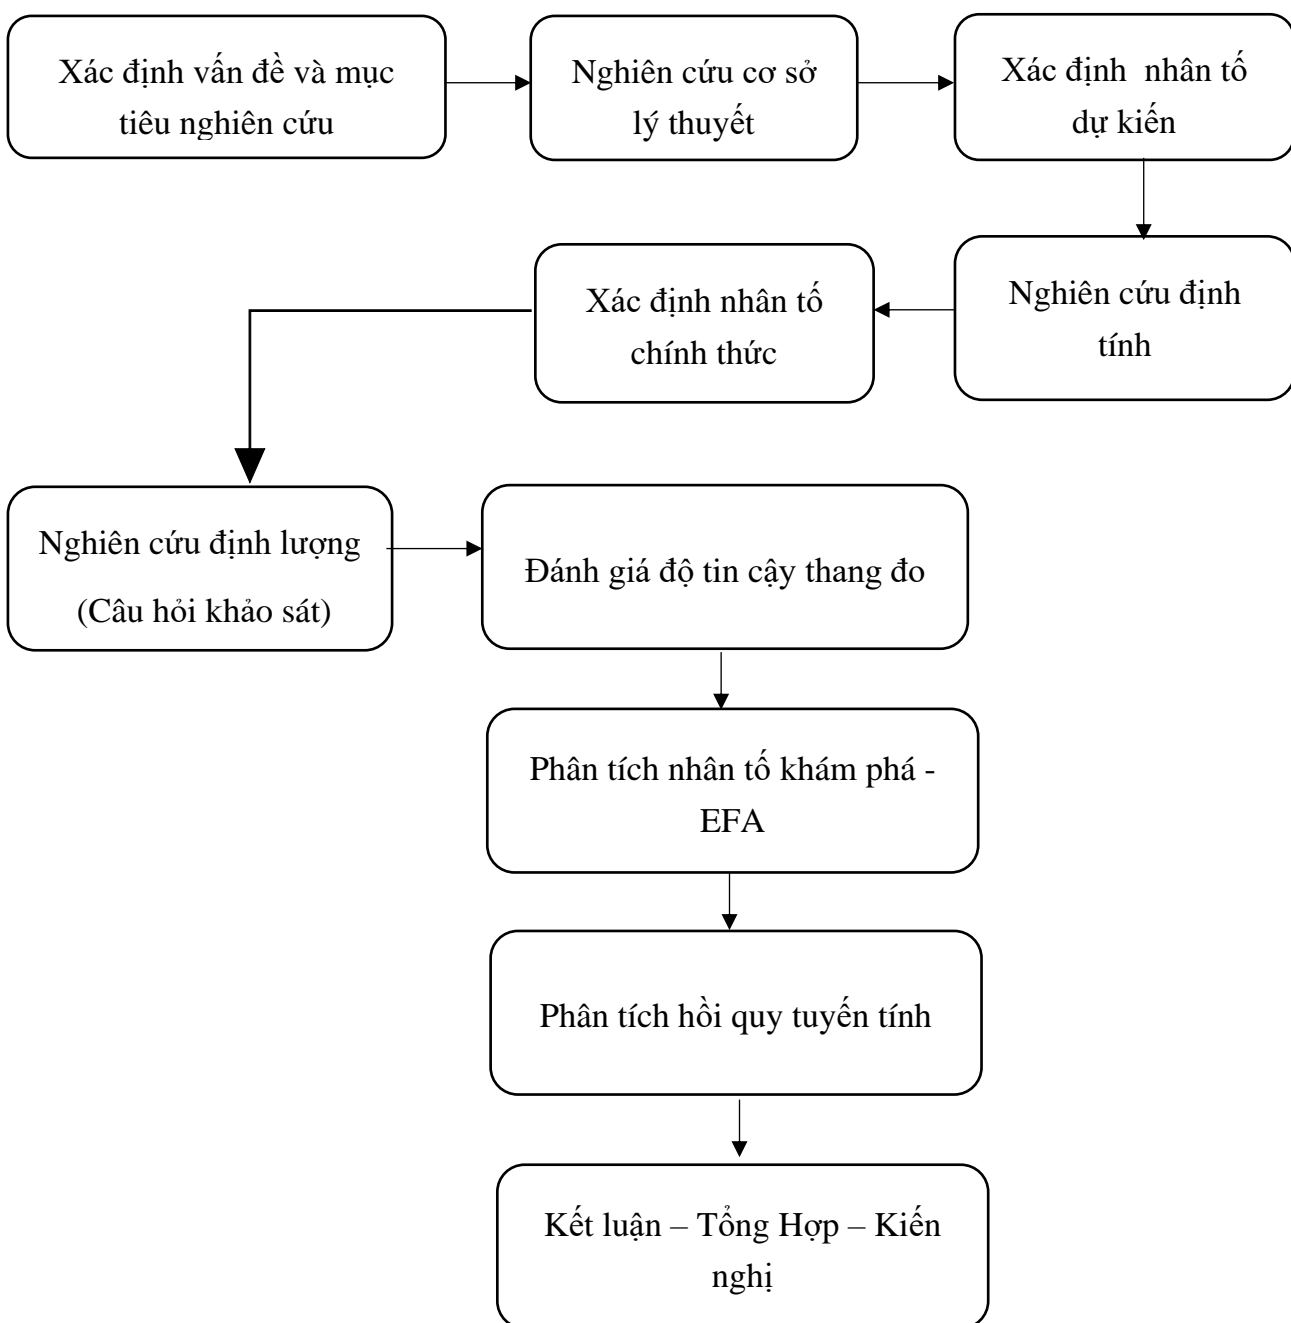 Xác định vấn đề và mục
tiêu nghiên cứu
Nghiên cứu cơ sở
lý thuyết
Xác định nhân tố
dự kiến
Nghiên cứu định
tính
Xác định nhân tố
chính thức
Nghiên cứu định lượng
(Câu hỏi khảo sát)
Đánh giá độ tin cậy thang đo
Phân tích nhân tố khám phá -
EFA
Phân tích hồi quy tuyến tính
Kết luận – Tổng Hợp – Kiến
nghị